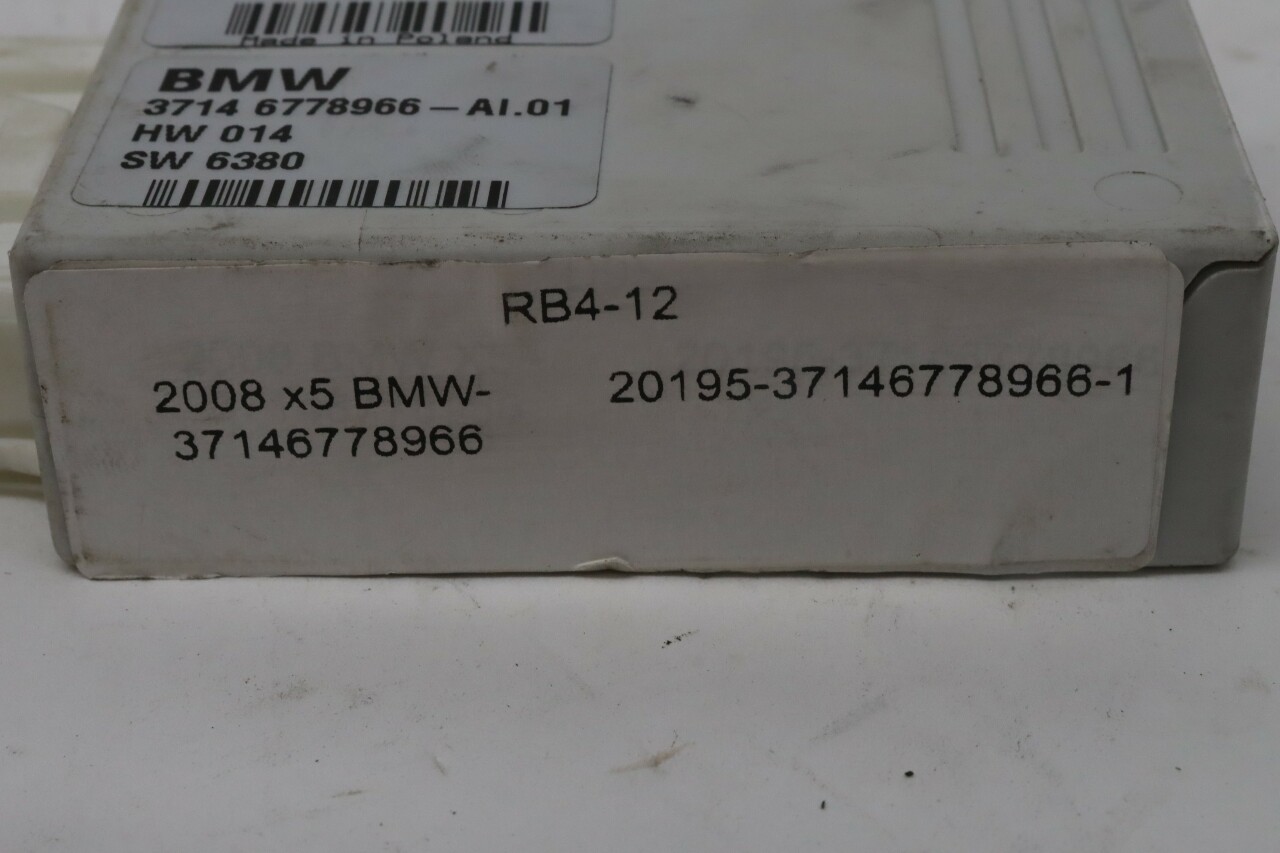 Made in Poland
BMW
3714 6778966 – AI.01
HW 014
SW 6380
RB4-12
2008 x5 BMW- 20195-37146778966-1
37146778966